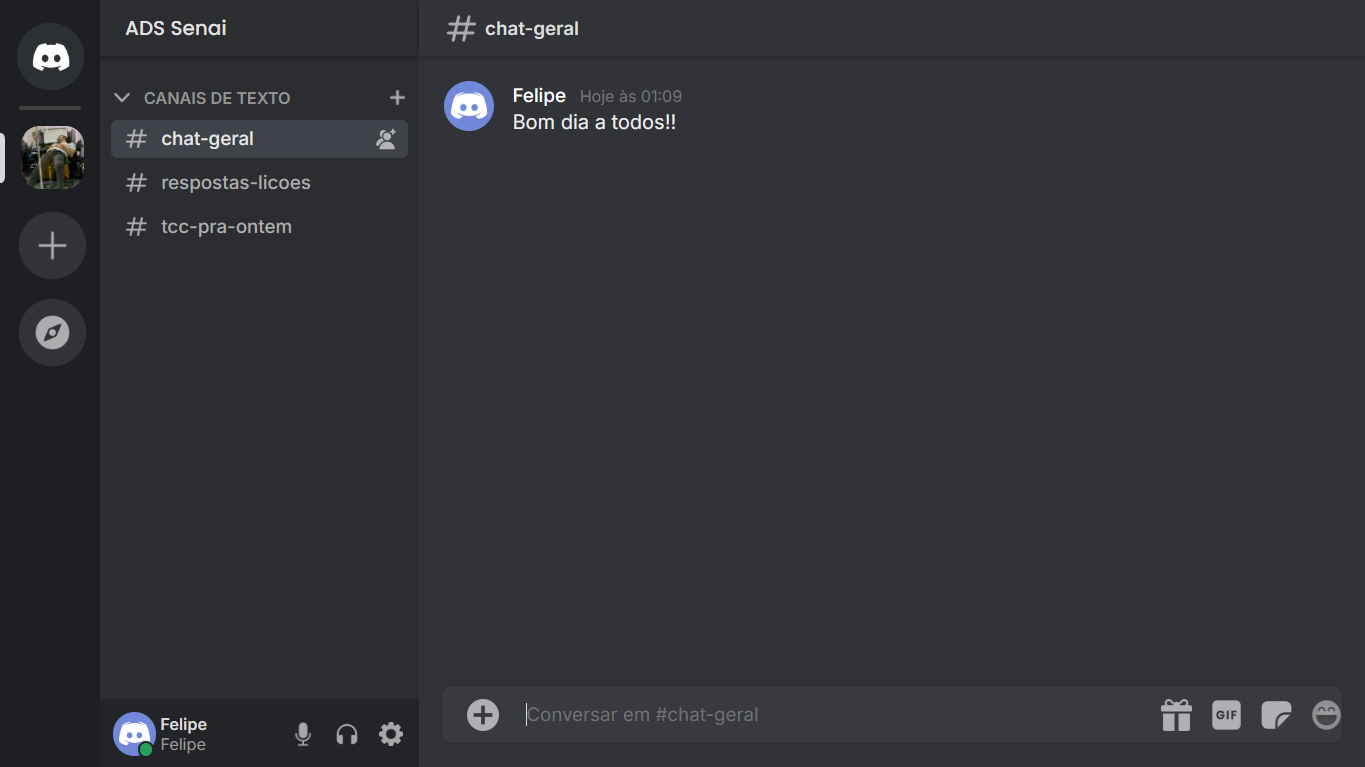 ADS Senai
CANAIS DE TEXTO
chat-geral
respostas-licoes
tcc-pra-ontem
Felipe
Felipe
# chat-geral
Felipe Hoje às 01:09
Bom dia a todos!!
Conversar em #chat-geral
GIF